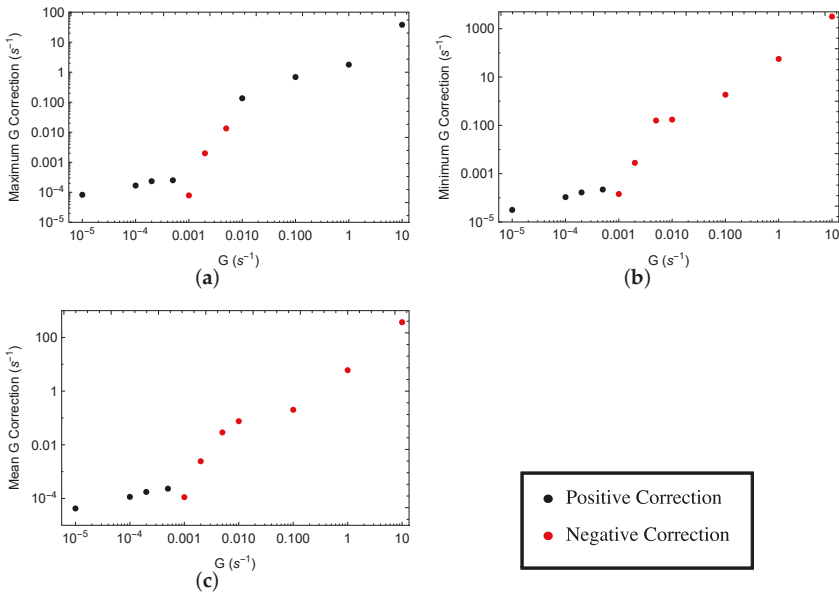 100
10
1
0.100
0.010
0.001
10⁻⁴
10⁻⁵
Maximum G Correction (s⁻¹)
10⁻⁵ 10⁻⁴ 0.001 0.010 0.100 1 10
G (s⁻¹)
(a)
1000
10
0.100
0.001
10⁻⁵
Minimum G Correction (s⁻¹)
10⁻⁵ 10⁻⁴ 0.001 0.010 0.100 1 10
G (s⁻¹)
(b)
100
1
0.01
10⁻⁴
Mean G Correction (s⁻¹)
10⁻⁵ 10⁻⁴ 0.001 0.010 0.100 1 10
G (s⁻¹)
(c)
Positive Correction
Negative Correction